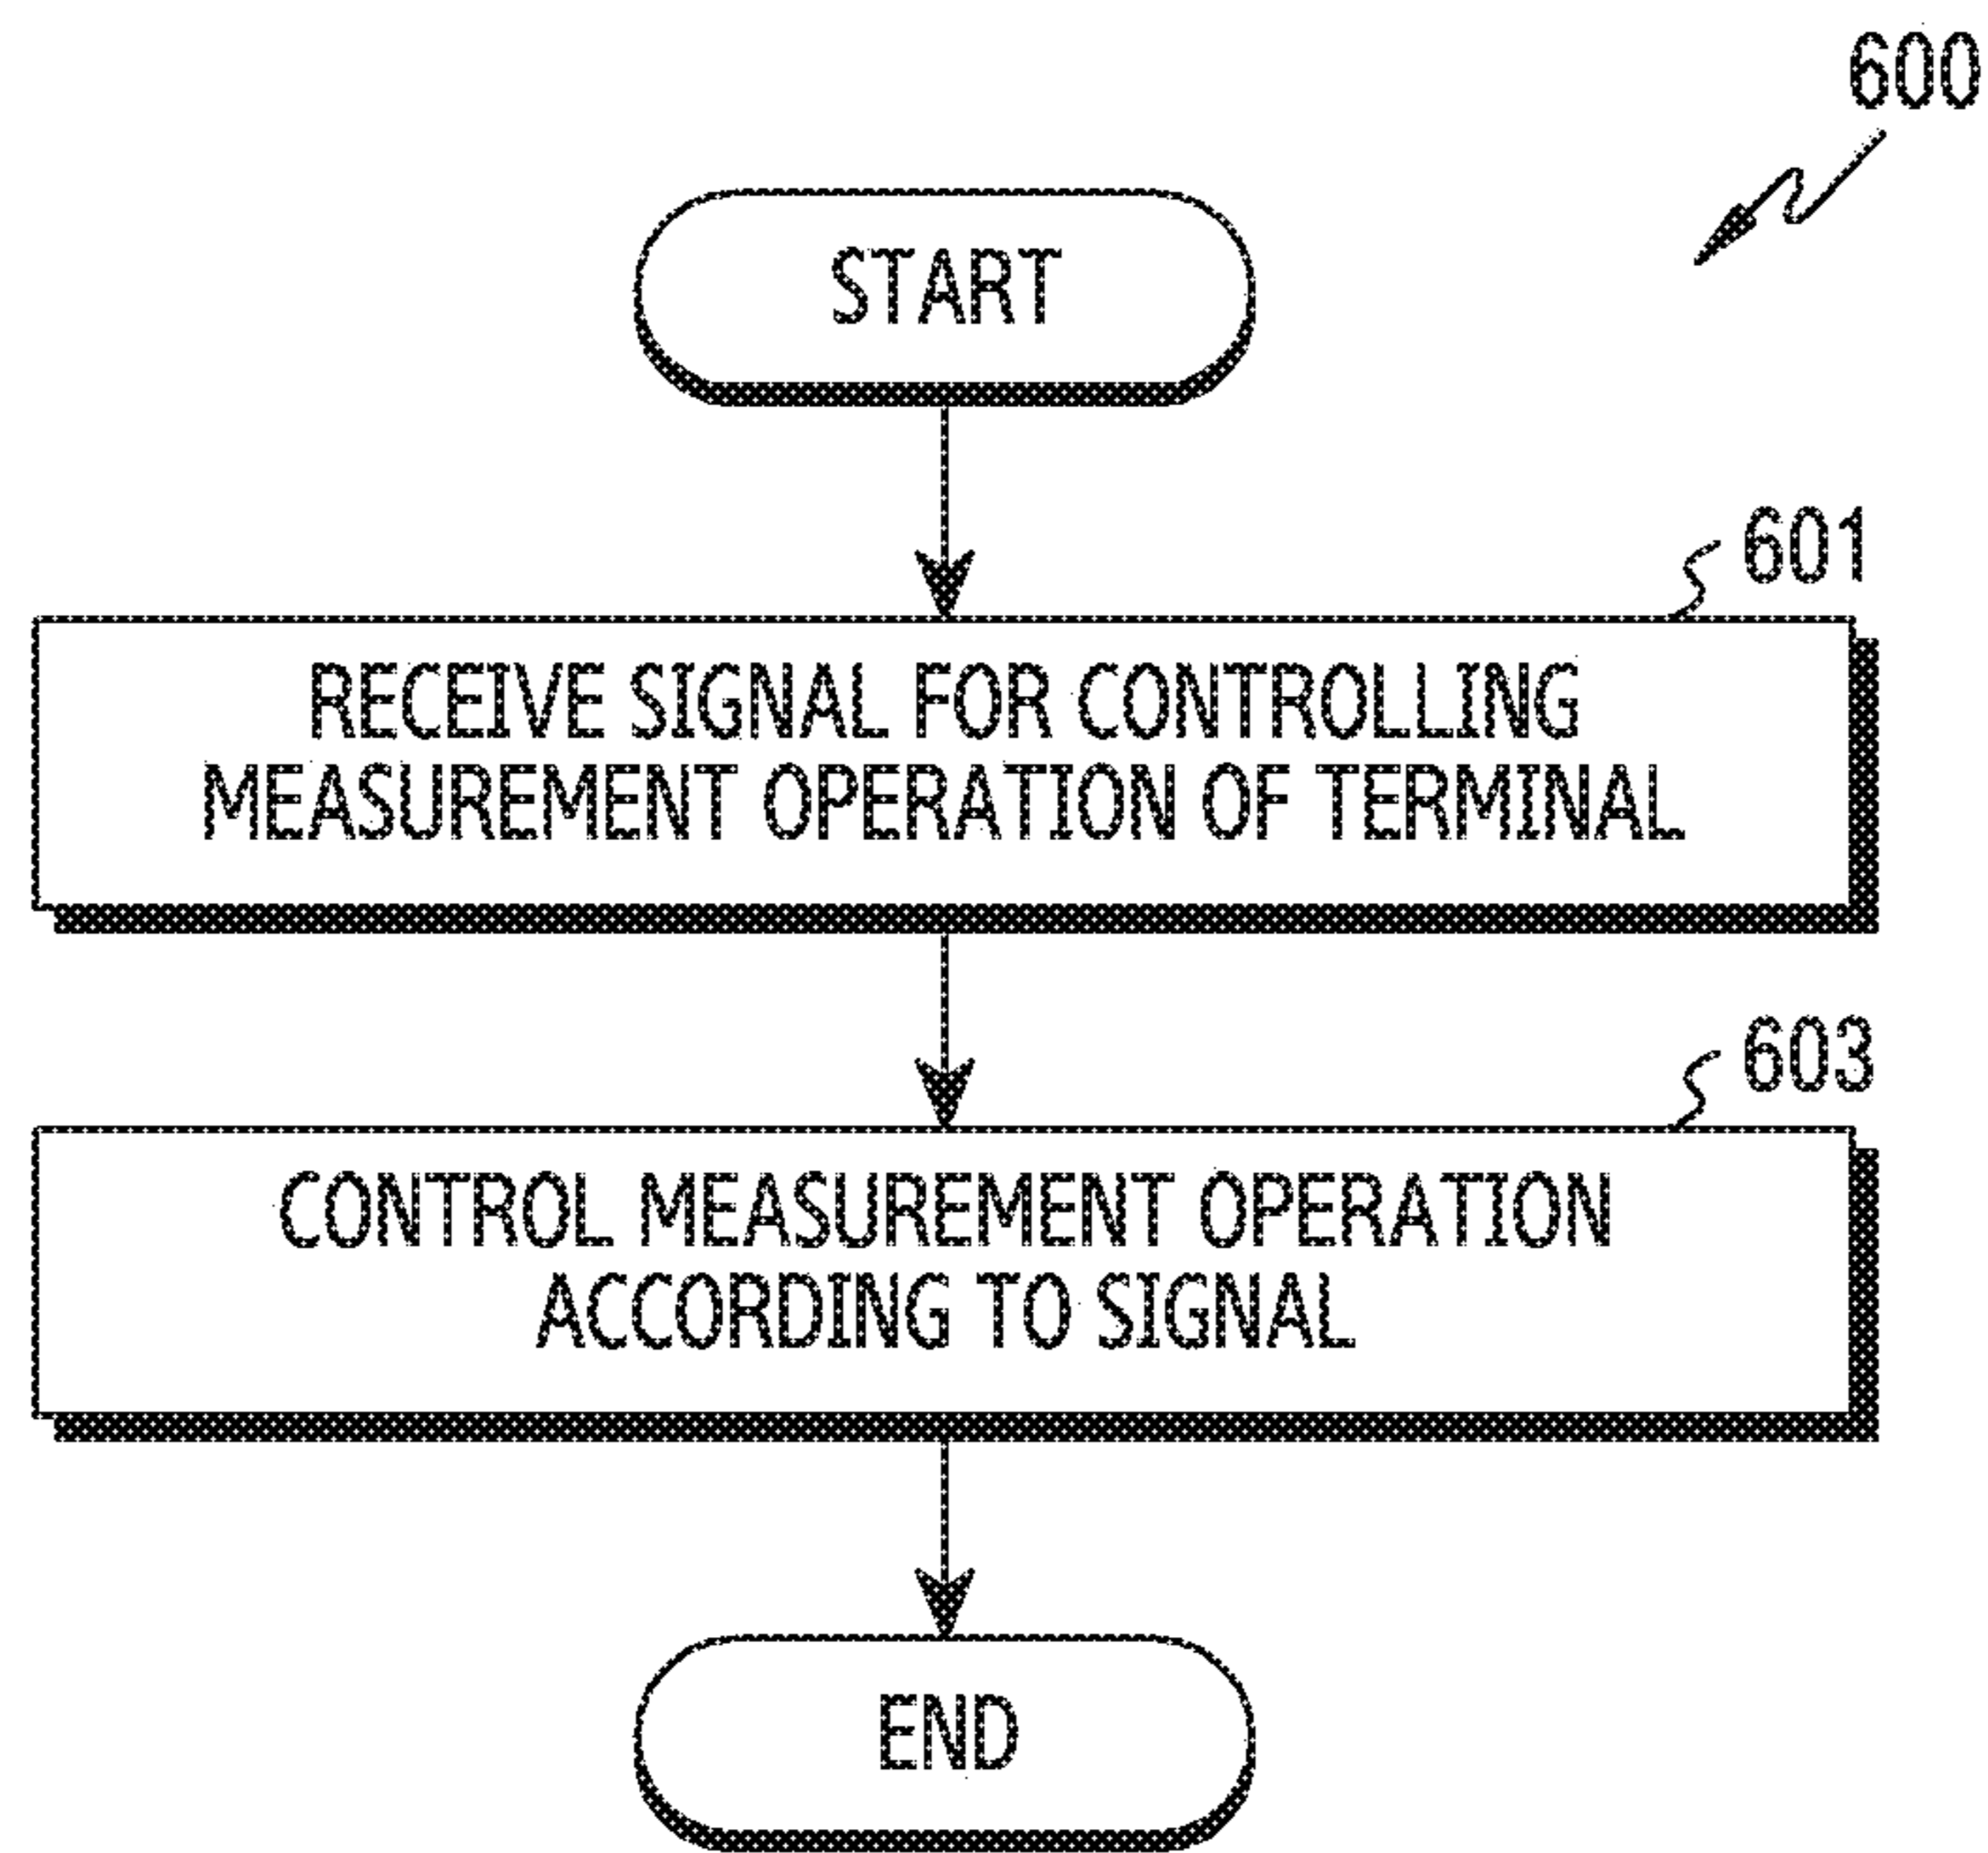 600
START
601
RECEIVE SIGNAL FOR CONTROLLING
MEASUREMENT OPERATION OF TERMINAL
603
CONTROL MEASUREMENT OPERATION
ACCORDING TO SIGNAL
END